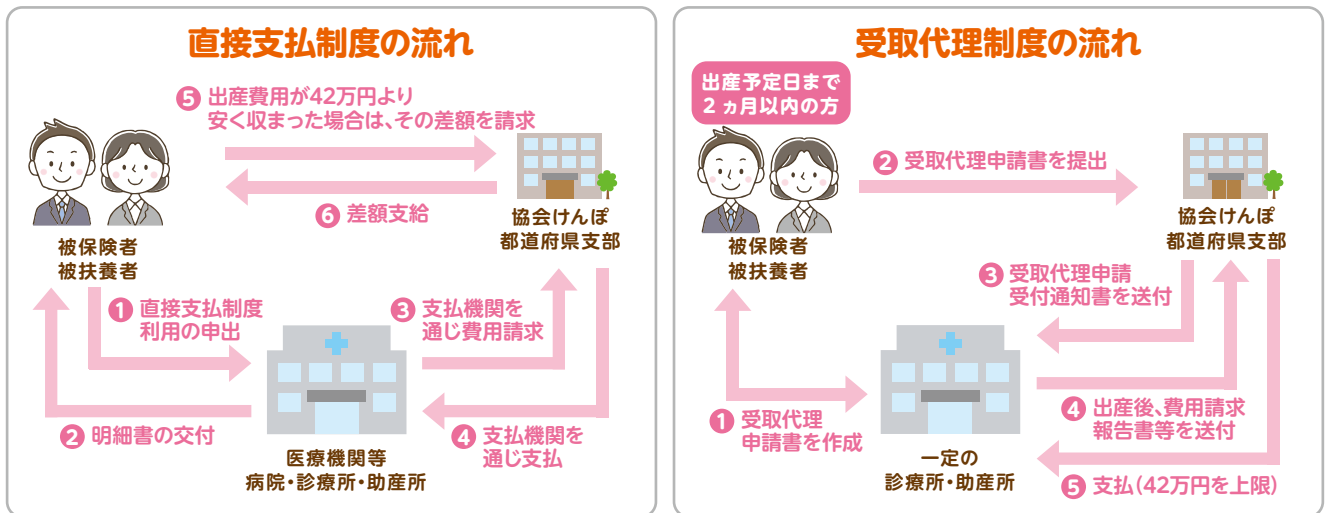 直接支払制度の流れ
❺ 出産費用が42万円より
安く収まった場合は、その差額を請求
❻ 差額支給
被保険者
被扶養者
協会けんぽ
都道府県支部
❶ 直接支払制度
利用の申出
❸ 支払機関を
通じ費用請求
❷ 明細書の交付
❹ 支払機関を
通じ支払
医療機関等
病院・診療所・助産所
受取代理制度の流れ
出産予定日まで
2ヵ月以内の方
❷ 受取代理申請書を提出
被保険者
被扶養者
協会けんぽ
都道府県支部
❸ 受取代理申請
受付通知書を送付
❶ 受取代理
申請書を作成
❹ 出産後、費用請求
報告書等を送付
一定の
診療所・助産所
❺ 支払(42万円を上限)